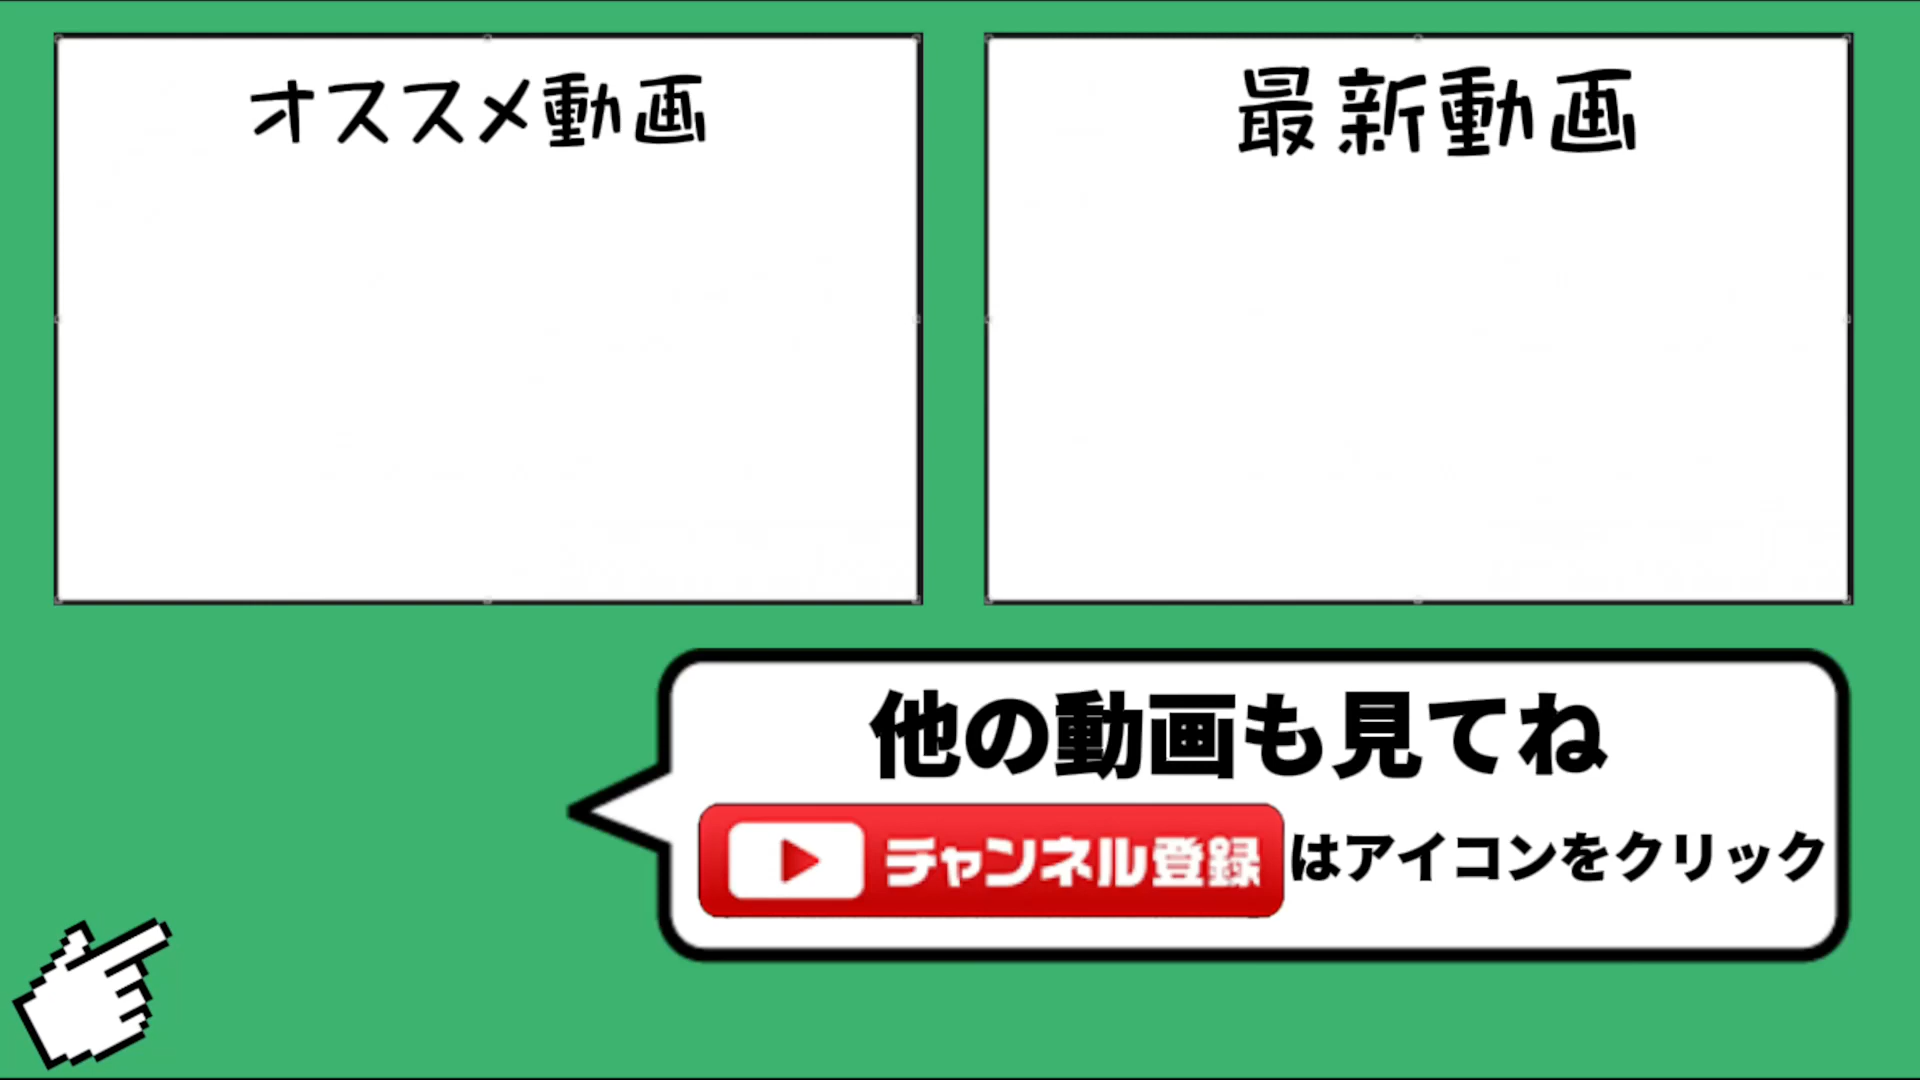 オススメ動画
最新動画
他の動画も見てね
チャンネル登録はアイコンをクリック